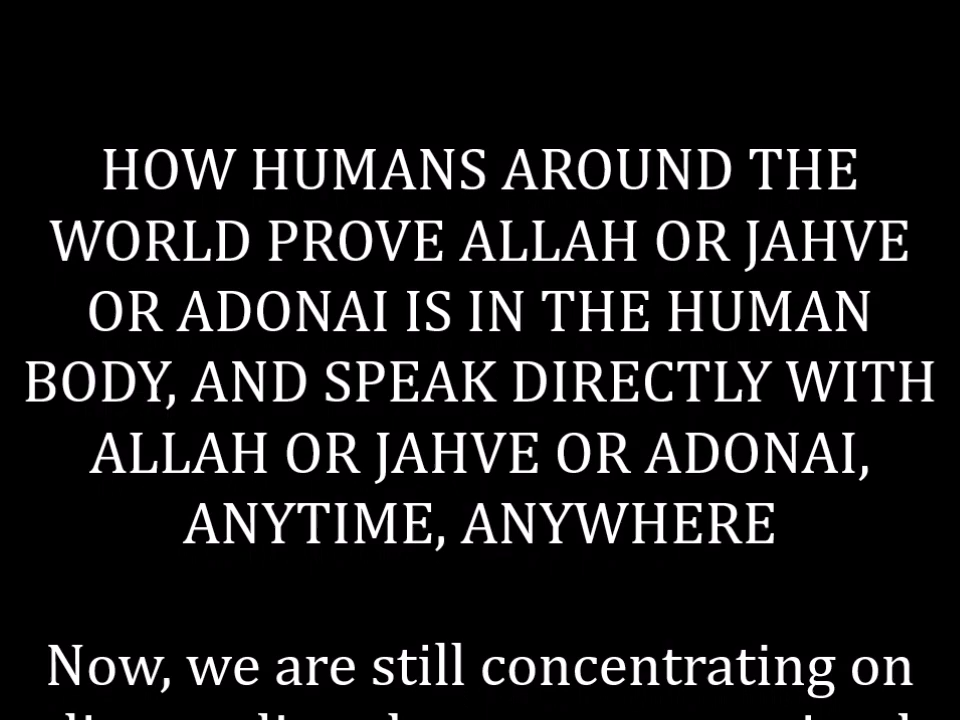 HOW HUMANS AROUND THE
WORLD PROVE ALLAH OR JAHVE
OR ADONAI IS IN THE HUMAN
BODY, AND SPEAK DIRECTLY WITH
ALLAH OR JAHVE OR ADONAI,
ANYTIME, ANYWHERE
Now, we are still concentrating on